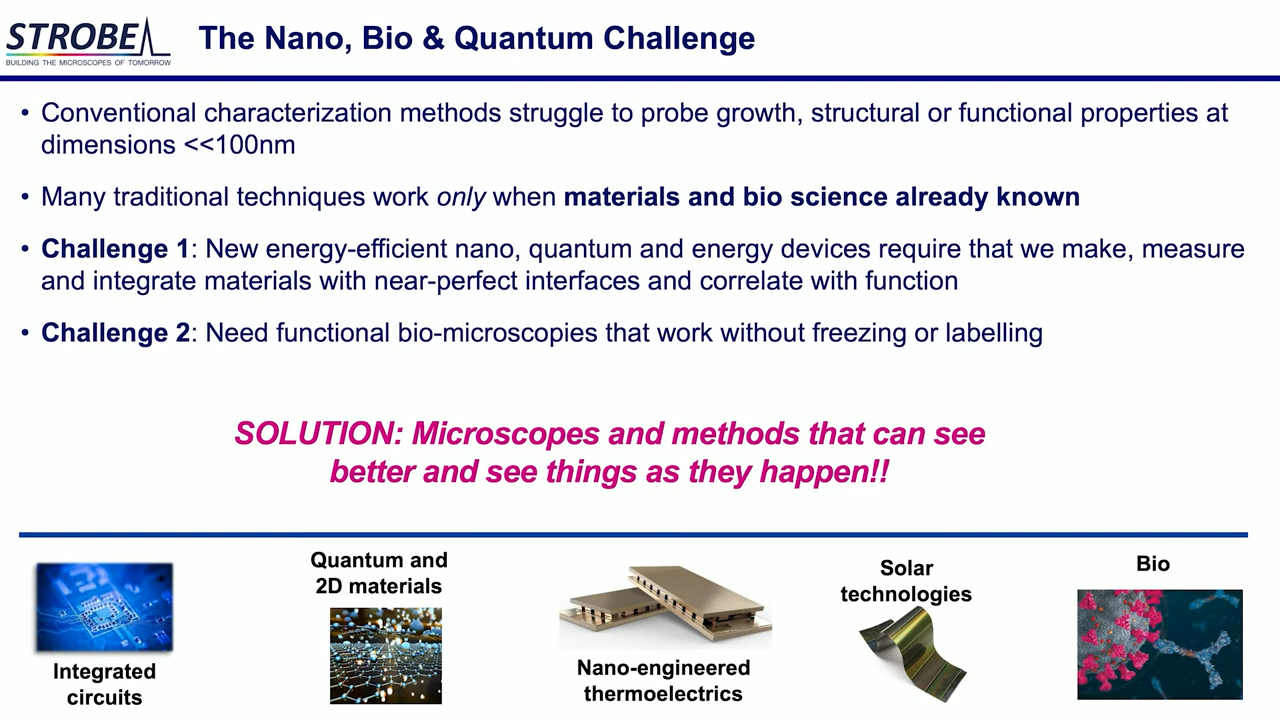 STROBE
BUILDING THE MICROSCOPES OF TOMORROW
The Nano, Bio & Quantum Challenge
• Conventional characterization methods struggle to probe growth, structural or functional properties at
dimensions <<100nm
• Many traditional techniques work only when materials and bio science already known
• Challenge 1: New energy-efficient nano, quantum and energy devices require that we make, measure
and integrate materials with near-perfect interfaces and correlate with function
• Challenge 2: Need functional bio-microscopies that work without freezing or labelling
SOLUTION: Microscopes and methods that can see
better and see things as they happen!!
Integrated
circuits
Quantum and
2D materials
Nano-engineered
thermoelectrics
Solar
technologies
Bio